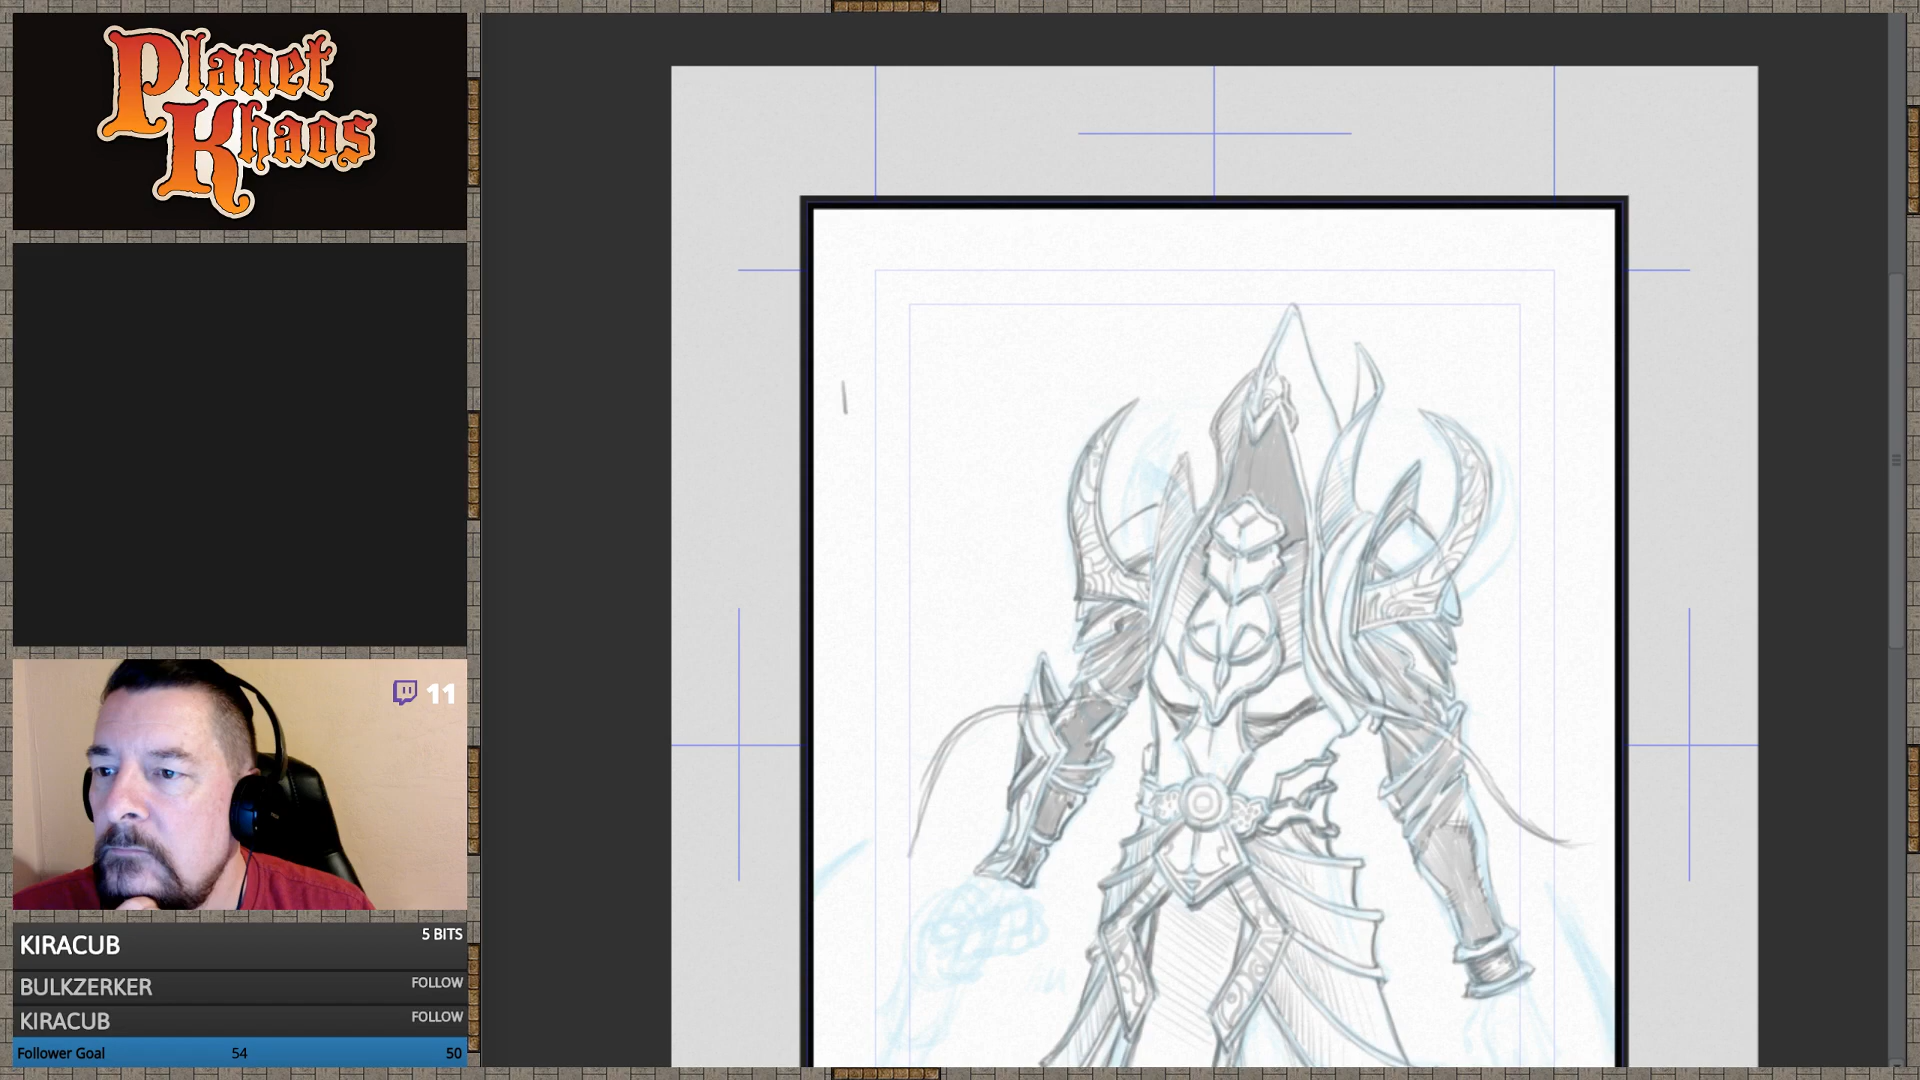 Planet
Khaos
11
KIRACUB 5 BITS
BULKZERKER FOLLOW
KIRACUB FOLLOW
Follower Goal 54 50